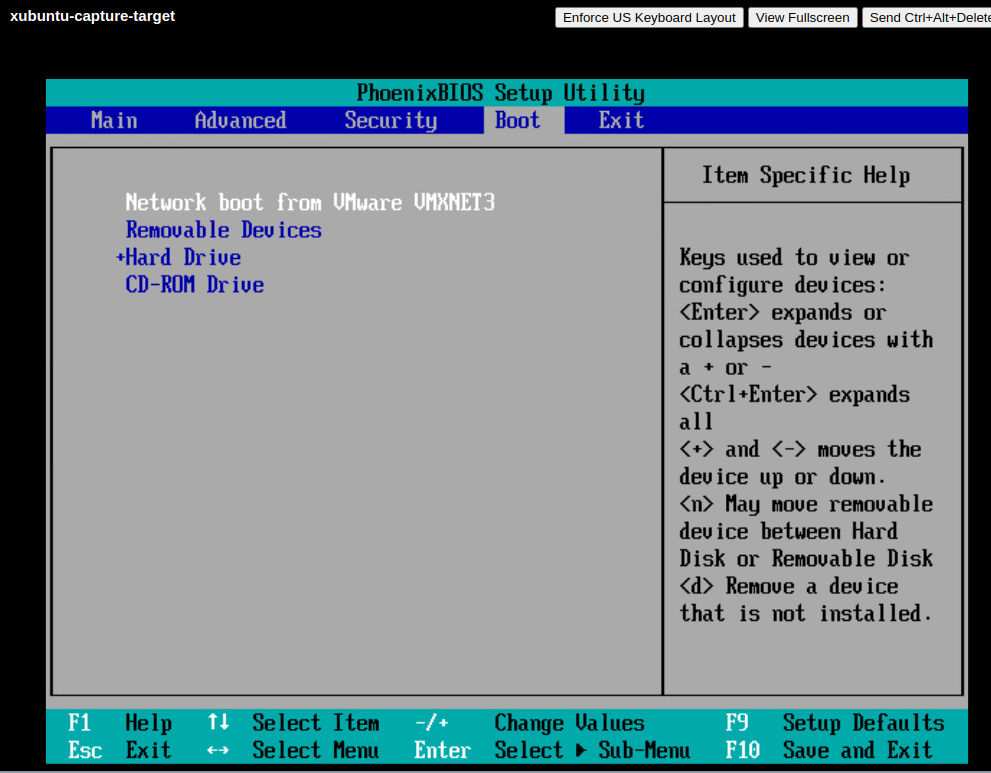 xubuntu-capture-target
Enforce US Keyboard Layout View Fullscreen Send Ctrl+Alt+Delete
PhoenixBIOS Setup Utility
Main Advanced Security Boot Exit
Network boot from VMware VMXNET3
Removable Devices
+Hard Drive
CD-ROM Drive
Item Specific Help
Keys used to view or
configure devices:
<Enter> expands or
collapses devices with
a + or -
<Ctrl+Enter> expands
all
<+> and <-> moves the
device up or down.
<n> May move removable
device between Hard
Disk or Removable Disk
<d> Remove a device
that is not installed.
F1 Help ↑↓ Select Item -/+ Change Values F9 Setup Defaults
Esc Exit ↔ Select Menu Enter Select ▶ Sub-Menu F10 Save and Exit